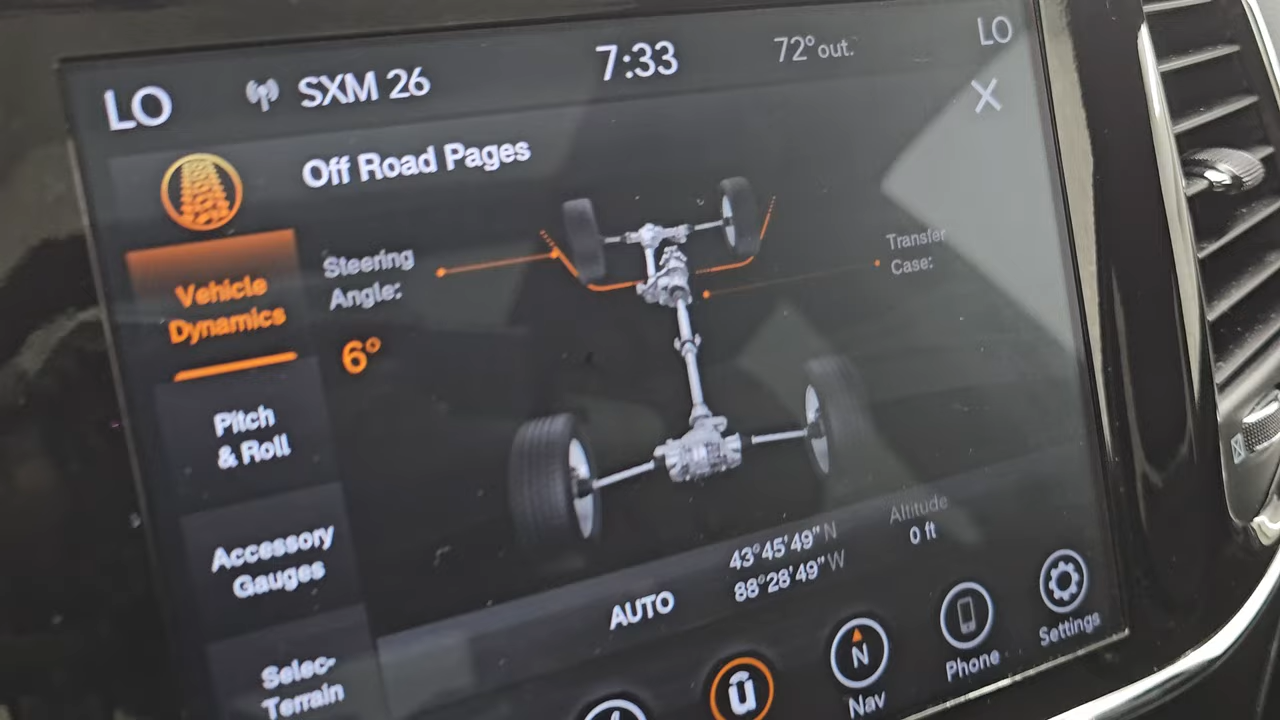 LO
SXM 26
7:33
72° out.
LO
X
Off Road Pages
Vehicle
Dynamics
Steering
Angle:
6°
Transfer
Case:
Pitch
& Roll
Accessory
Gauges
Selec-
Terrain
AUTO
43°45'49" N
88°28'49" W
Altitude
0 ft
N
Nav
Phone
Settings